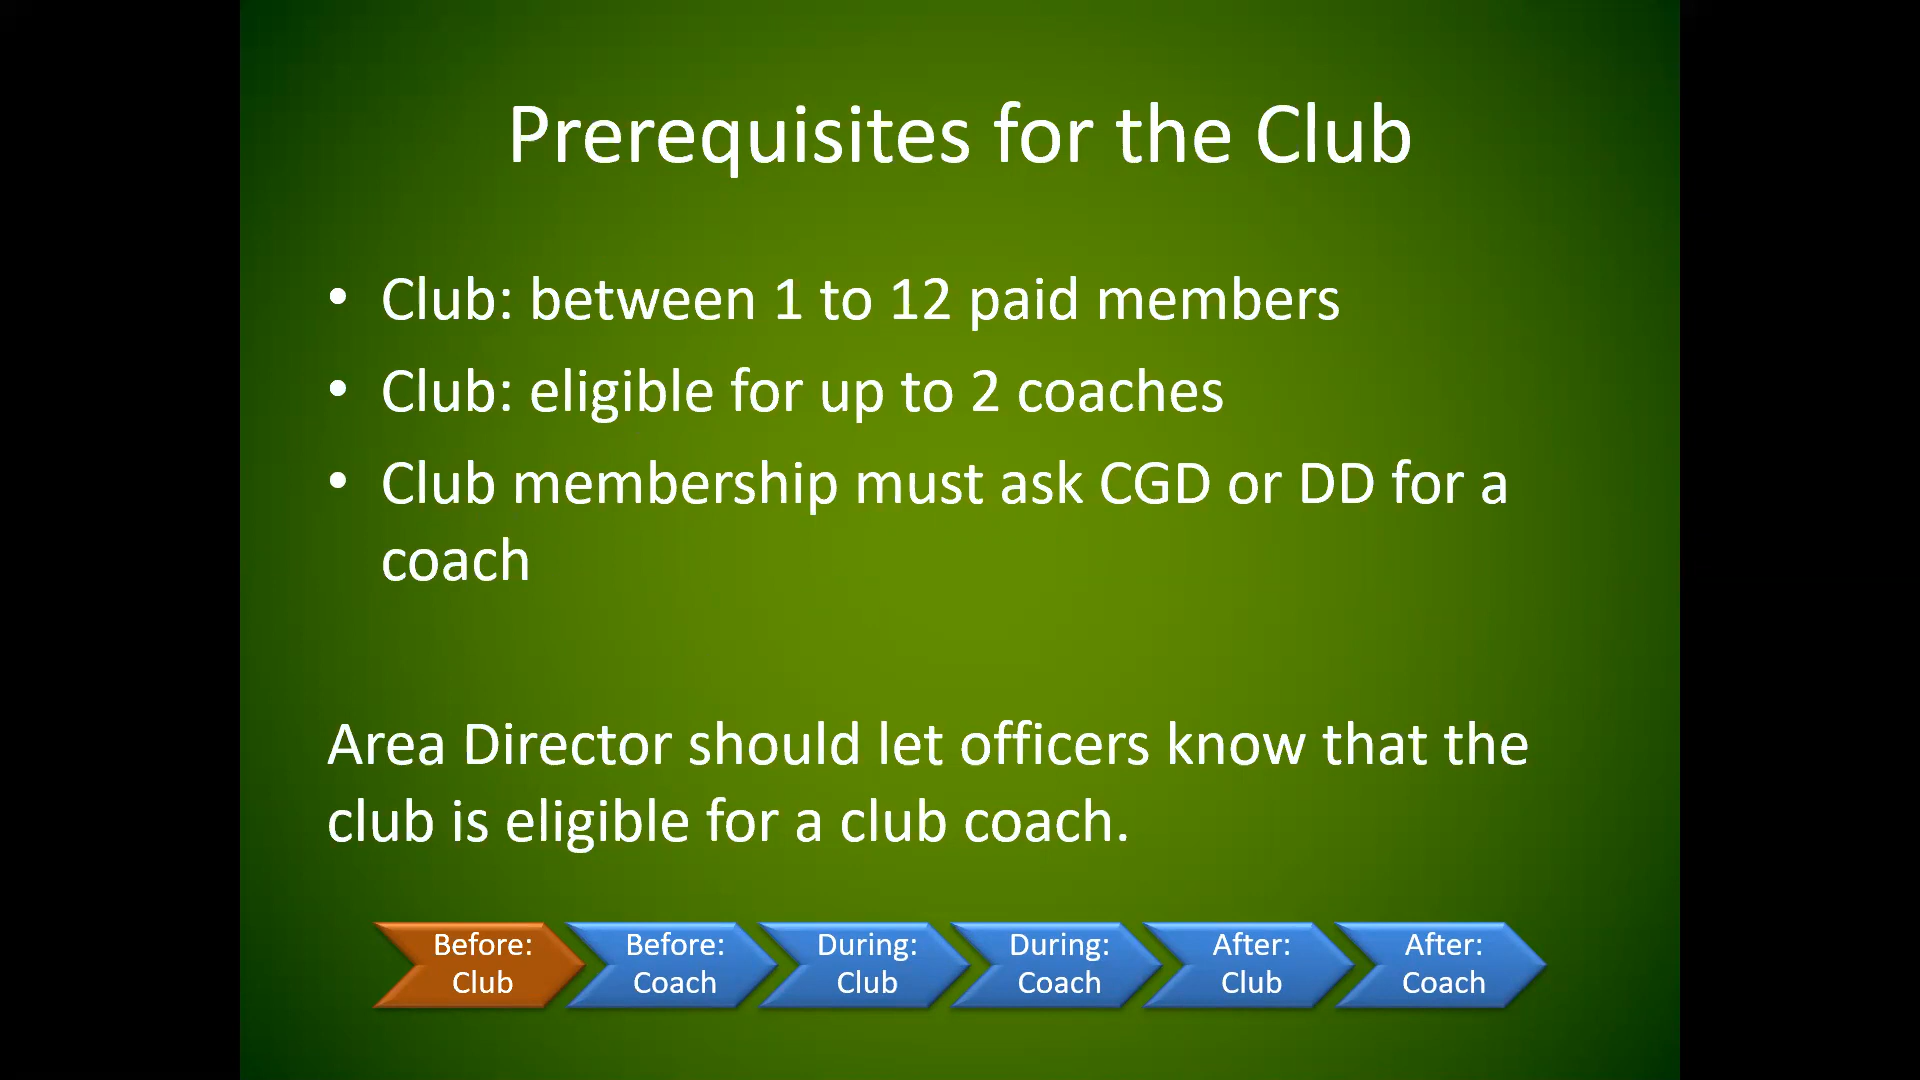 Prerequisites for the Club
• Club: between 1 to 12 paid members
• Club: eligible for up to 2 coaches
• Club membership must ask CGD or DD for a
coach
Area Director should let officers know that the
club is eligible for a club coach.
Before:
Club
Before:
Coach
During:
Club
During:
Coach
After:
Club
After:
Coach